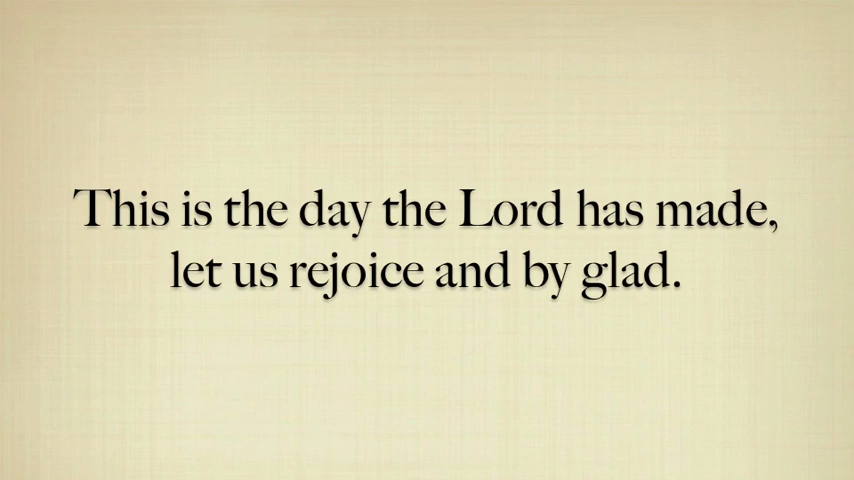 This is the day the Lord has made,
let us rejoice and by glad.